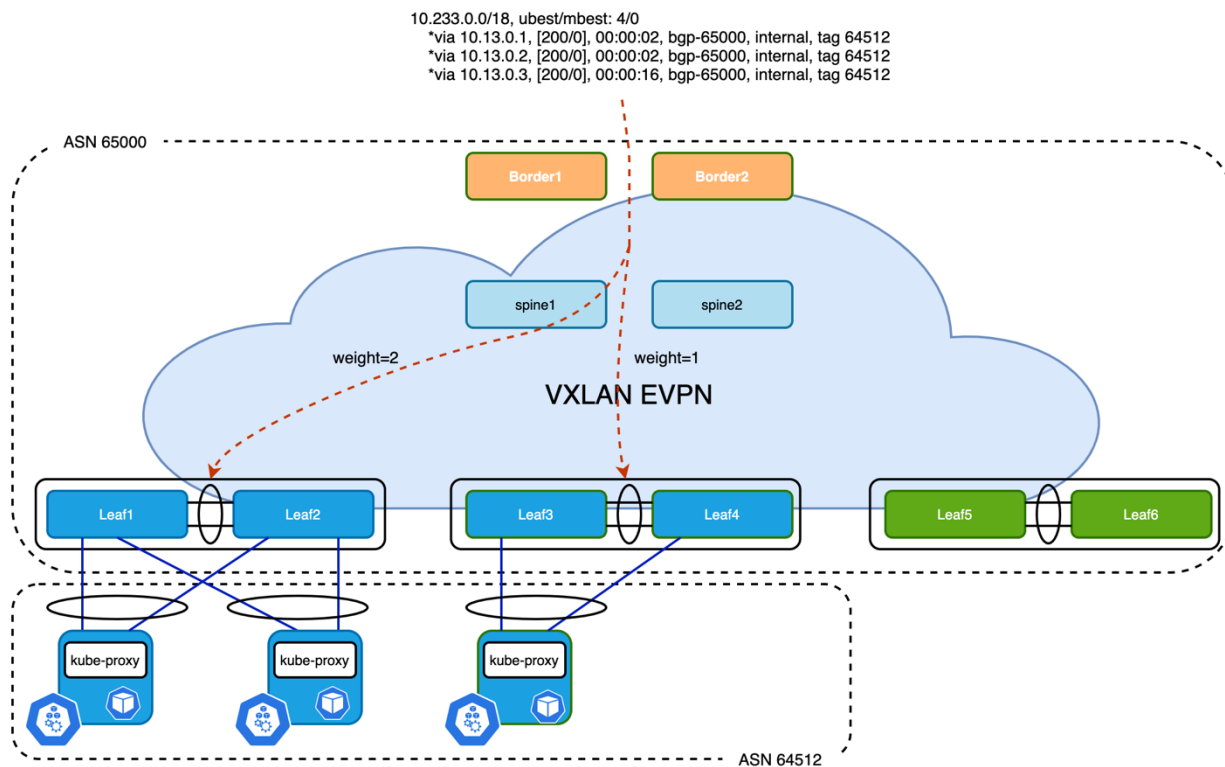 10.233.0.0/18, ubest/mbest: 4/0
*via 10.13.0.1, [200/0], 00:00:02, bgp-65000, internal, tag 64512
*via 10.13.0.2, [200/0], 00:00:02, bgp-65000, internal, tag 64512
*via 10.13.0.3, [200/0], 00:00:16, bgp-65000, internal, tag 64512
ASN 65000
Border1
Border2
spine1
spine2
weight=2
weight=1
VXLAN EVPN
Leaf1
Leaf2
Leaf3
Leaf4
Leaf5
Leaf6
kube-proxy
kube-proxy
kube-proxy
ASN 64512